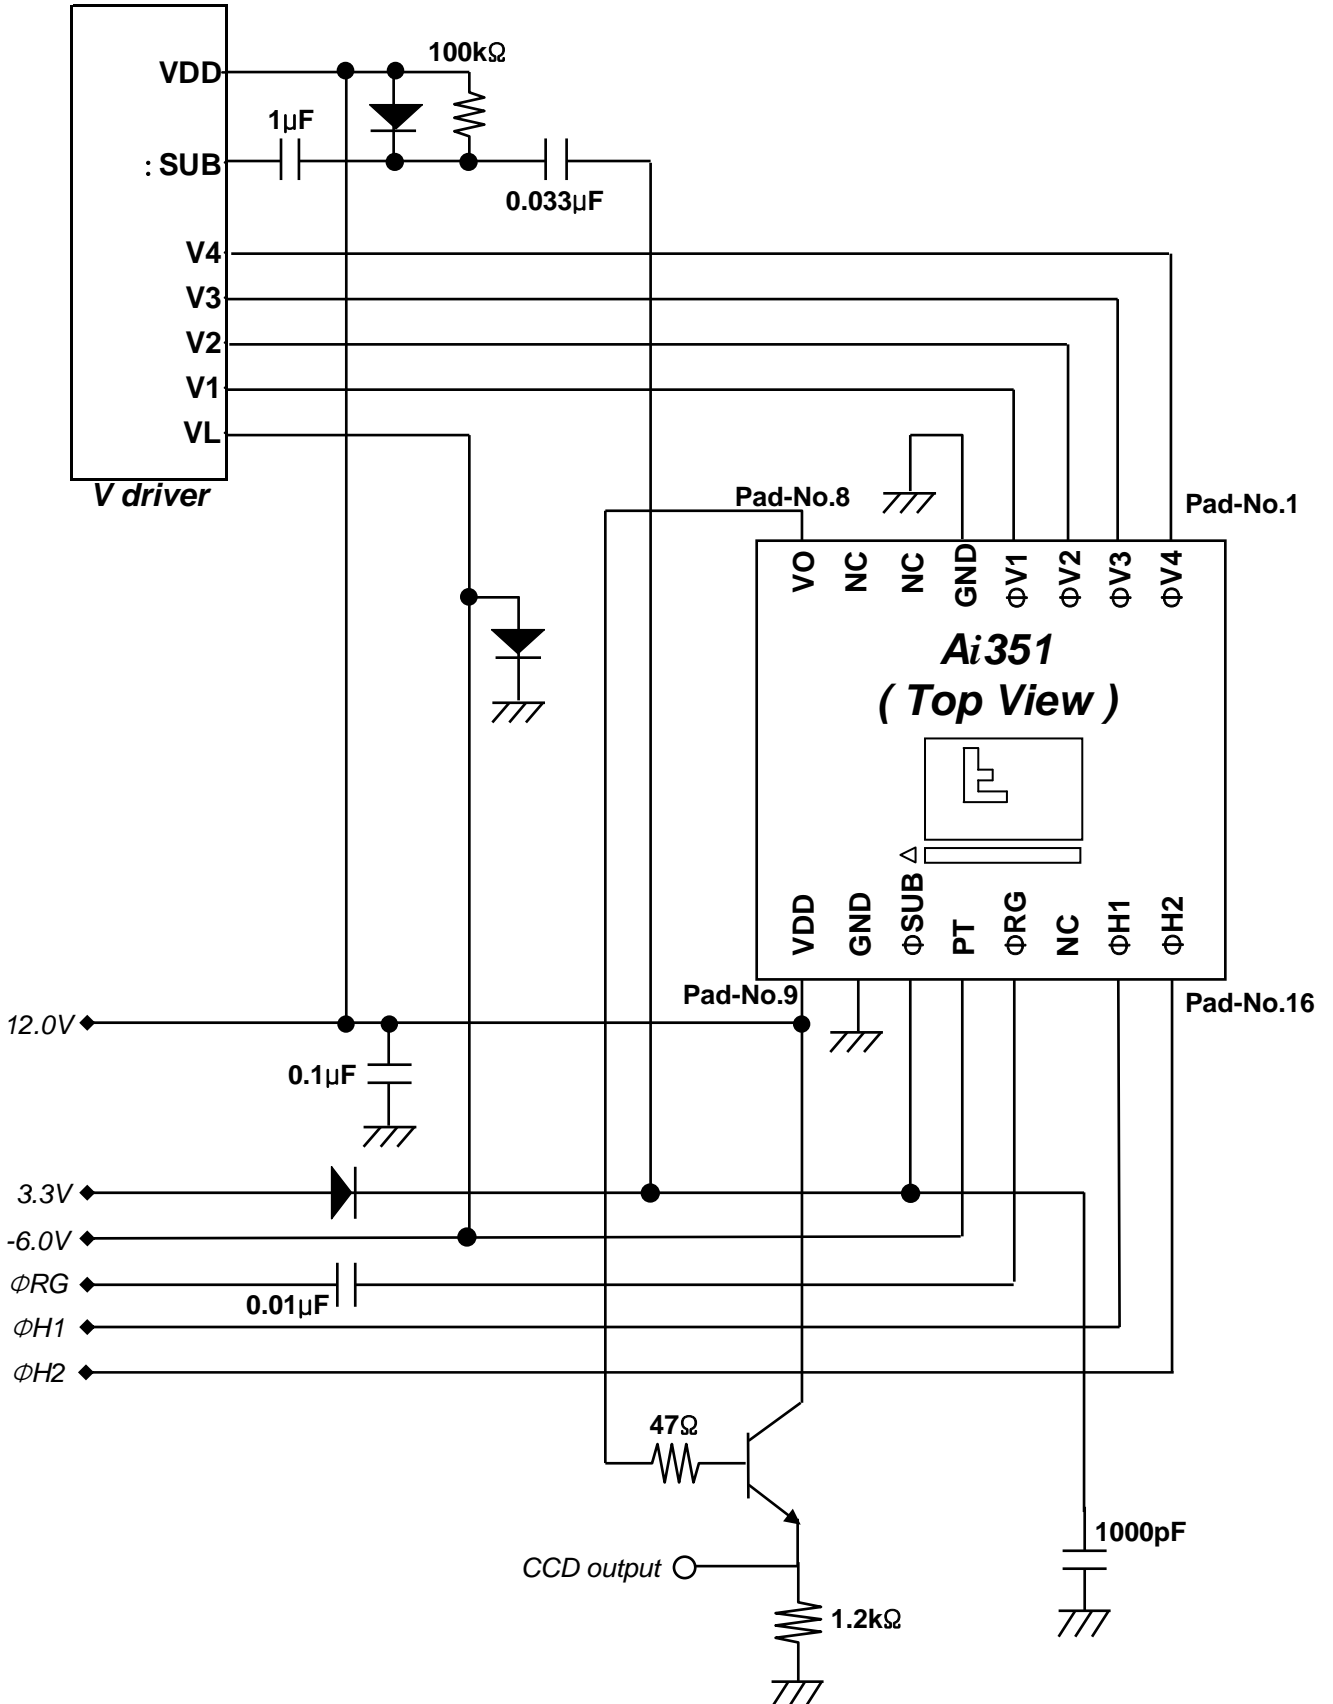 VDD
100kΩ
1µF
: SUB
0.033µF
V4
V3
V2
V1
VL
V driver
Pad-No.8
Pad-No.1
VO
NC
NC
GND
ΦV1
ΦV2
ΦV3
ΦV4
Ai351
( Top View )
VDD
GND
ΦSUB
PT
ΦRG
NC
ΦH1
ΦH2
Pad-No.9
Pad-No.16
12.0V
0.1µF
3.3V
-6.0V
ΦRG
0.01µF
ΦH1
ΦH2
47Ω
1000pF
CCD output
1.2kΩ